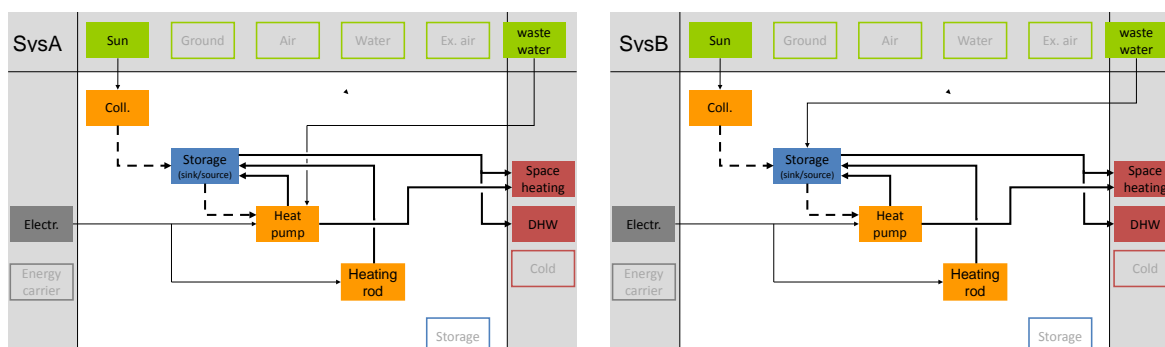 SysA
Sun
Ground
Air
Water
Ex. air
waste
water
Coll.
Storage
(sink/source)
Space
heating
Electr.
Heat
pump
DHW
Energy
carrier
Heating
rod
Cold
Storage
SysB
Sun
Ground
Air
Water
Ex. air
waste
water
Coll.
Storage
(sink/source)
Space
heating
Electr.
Heat
pump
DHW
Energy
carrier
Heating
rod
Cold
Storage